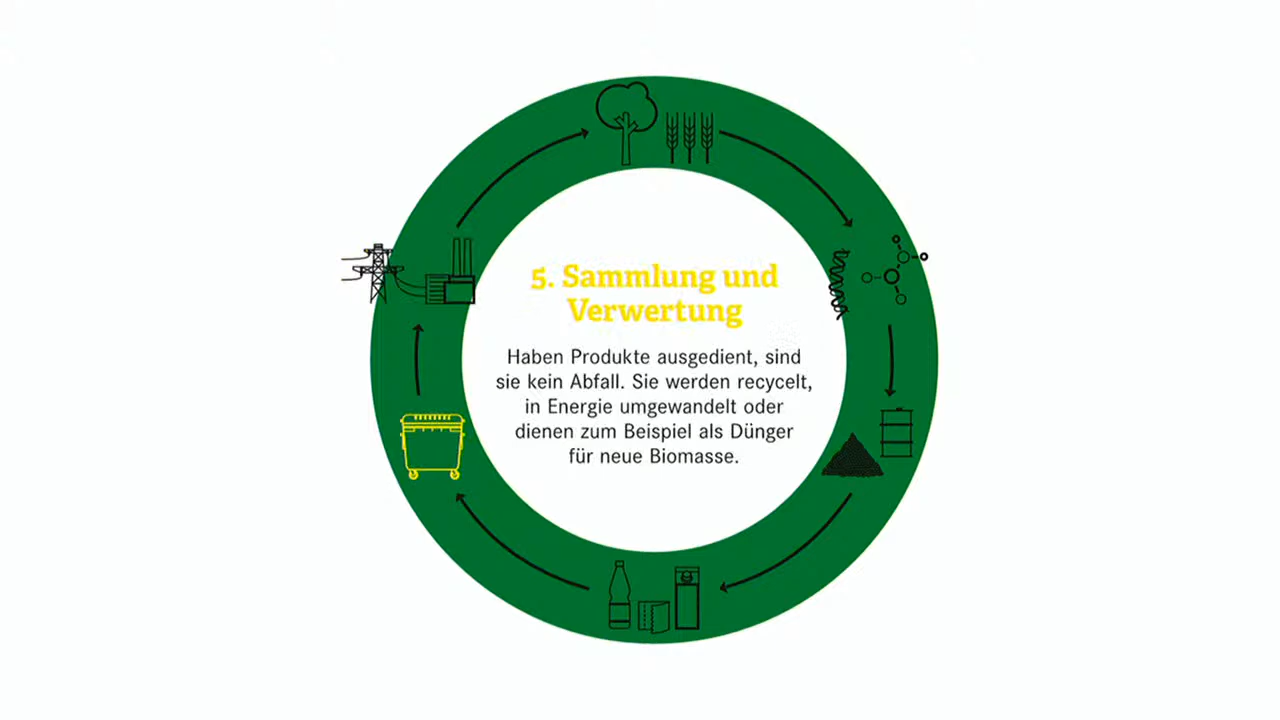 5. Sammlung und
Verwertung
Haben Produkte ausgedient, sind
sie kein Abfall. Sie werden recycelt,
in Energie umgewandelt oder
dienen zum Beispiel als Dünger
für neue Biomasse.